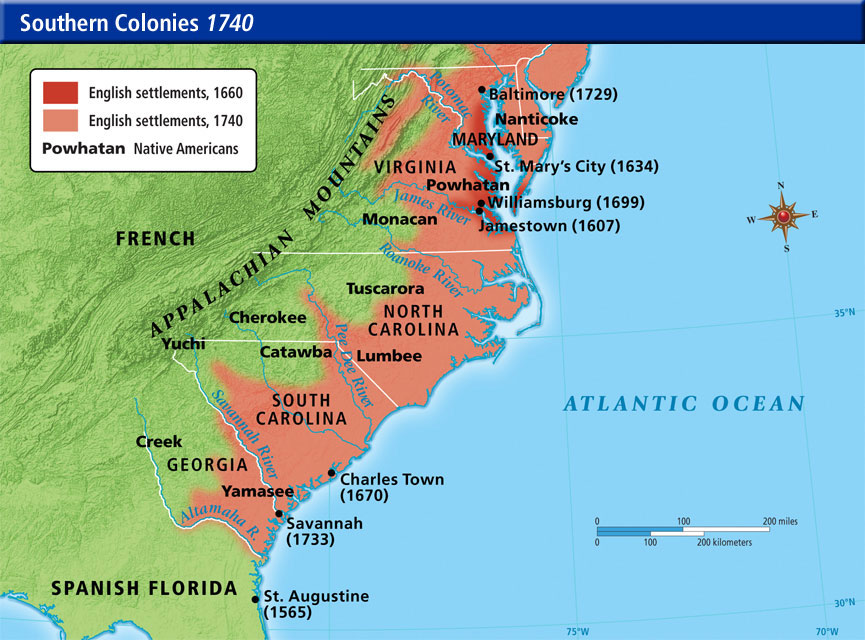 Southern Colonies 1740
English settlements, 1660
English settlements, 1740
Powhatan Native Americans
Potomac
River
Baltimore (1729)
Nanticoke
MARYLAND
VIRGINIA
St. Mary's City (1634)
Powhatan
Williamsburg (1699)
James River
Jamestown (1607)
Monacan
FRENCH
APPALACHIAN MOUNTAINS
Roanoke River
Tuscarora
NORTH
CAROLINA
Cherokee
Yuchi
Catawba
Lumbee
Pee Dee River
SOUTH
CAROLINA
Savannah River
Creek
GEORGIA
Yamasee
Charles Town
(1670)
Altamaha R.
Savannah
(1733)
SPANISH FLORIDA
St. Augustine
(1565)
ATLANTIC OCEAN
N
W
E
S
35°N
0 100 200 miles
0 100 200 kilometers
30°N
75°W
70°W